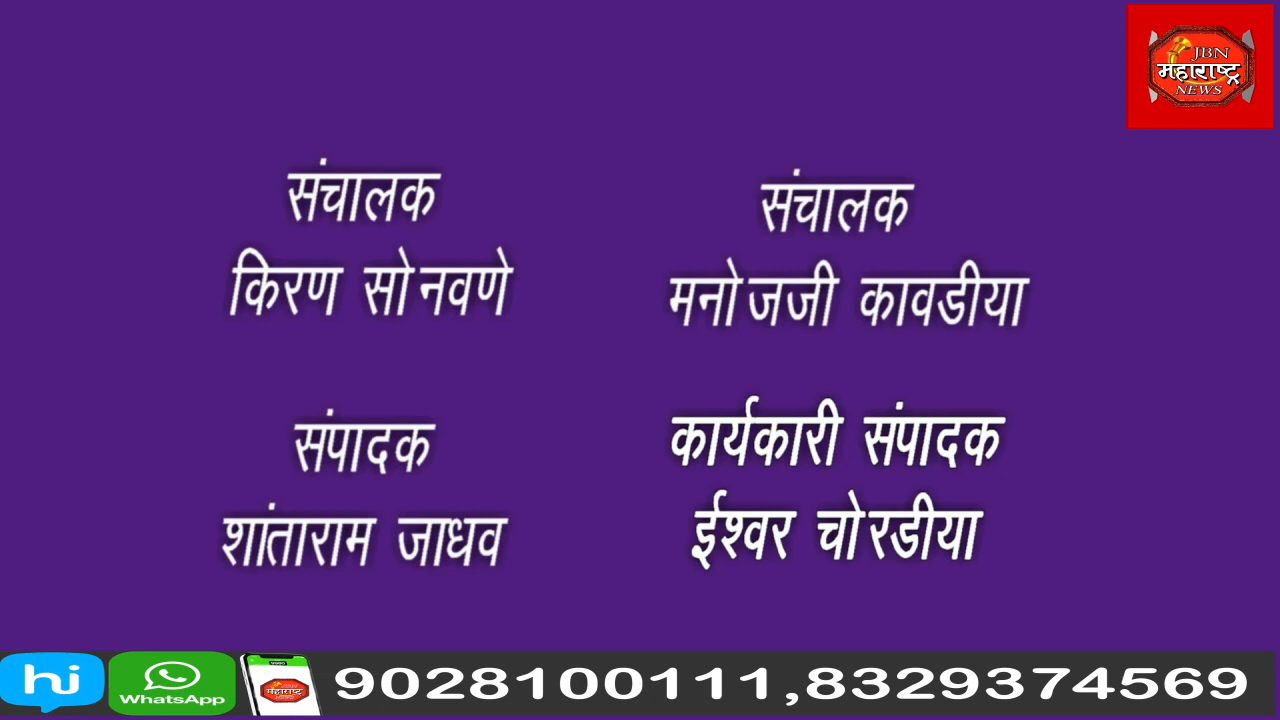 JBN
महाराष्ट्र
NEWS
संचालक
किरण सोनवणे
संचालक
मनोजजी कावडीया
संपादक
शांताराम जाधव
कार्यकारी संपादक
ईश्वर चोरडीया
hi
WhatsApp
महाराष्ट्र
9028100111,8329374569